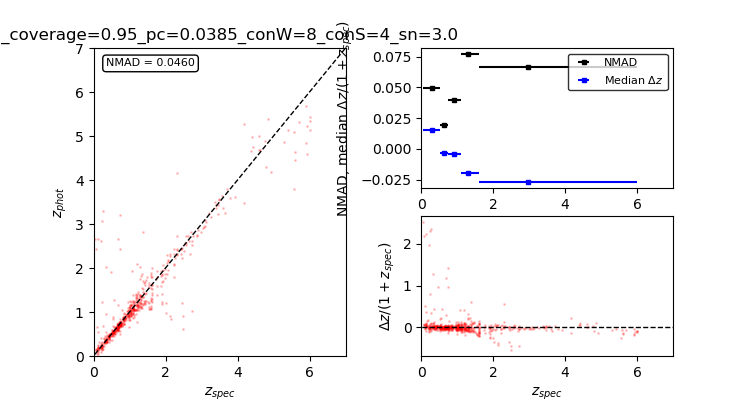 _coverage=0.95_pc=0.0385_conW=8_conS=4_sn=3.0
7
6
5
4
3
2
1
0
z_phot
NMAD = 0.0460
0 2 4 6
z_spec
NMAD, median Δz/(1 + z_spec)
0.075
0.050
0.025
0.000
−0.025
NMAD
Median Δz
0 2 4 6
Δz/(1 + z_spec)
2
1
0
0 2 4 6
z_spec